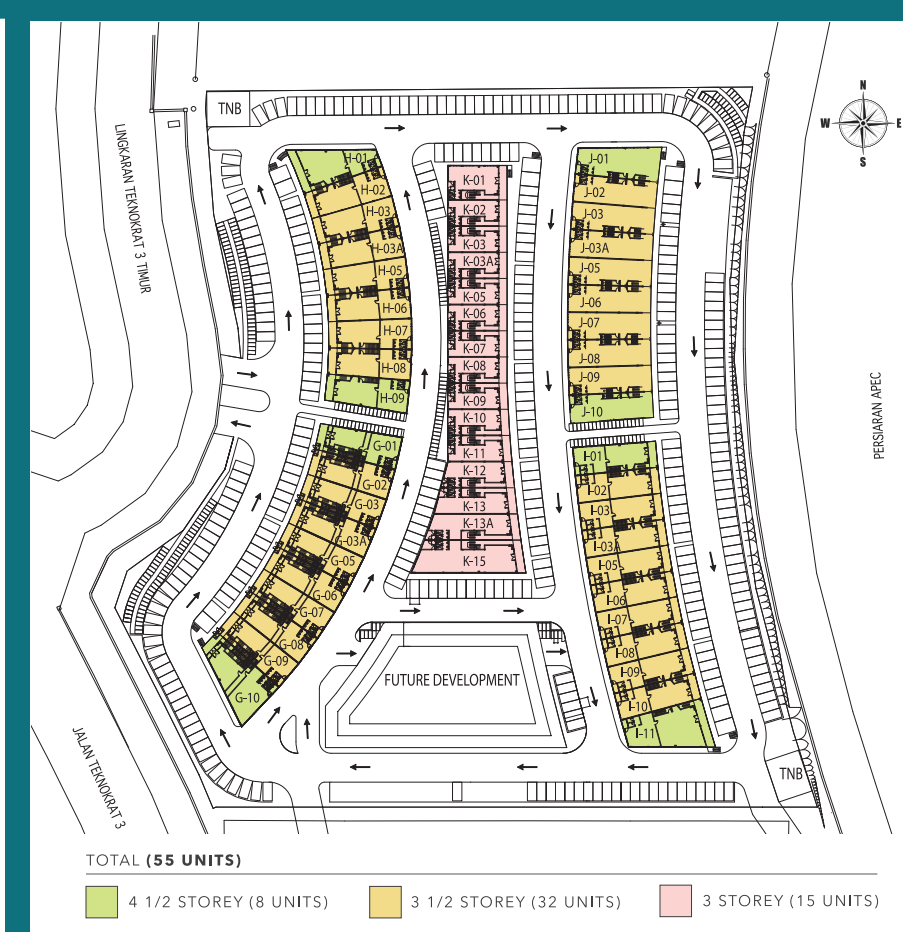 TNB
N
W
E
S
LINGKARAN TEKNOKRAT 3 TIMUR
H-01
H-02
H-03
H-03A
H-05
H-06
H-07
H-08
H-09
K-01
K-02
K-03
K-03A
K-05
K-06
K-07
K-08
K-09
K-10
K-11
K-12
K-13
K-13A
K-15
J-01
J-02
J-03
J-03A
J-05
J-06
J-07
J-08
J-09
J-10
PERSIARAN APEC
G-01
G-02
G-03
G-03A
G-05
G-06
G-07
G-08
G-09
G-10
I-01
I-02
I-03
I-03A
I-05
I-06
I-07
I-08
I-09
I-10
I-11
FUTURE DEVELOPMENT
JALAN TEKNOKRAT 3
TNB
TOTAL (55 UNITS)
4 1/2 STOREY (8 UNITS)
3 1/2 STOREY (32 UNITS)
3 STOREY (15 UNITS)